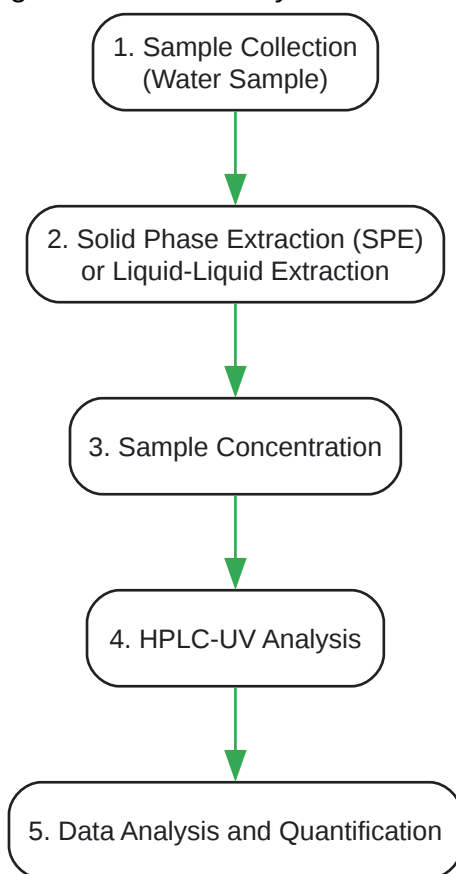 1. Sample Collection
(Water Sample)
2. Solid Phase Extraction (SPE)
or Liquid-Liquid Extraction
3. Sample Concentration
4. HPLC-UV Analysis
5. Data Analysis and Quantification